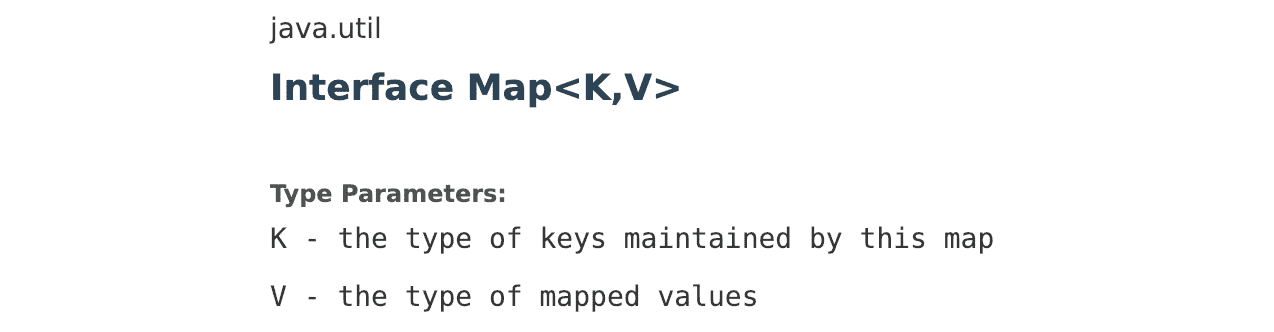 java.util
Interface Map<K,V>
Type Parameters:
K - the type of keys maintained by this map
V - the type of mapped values